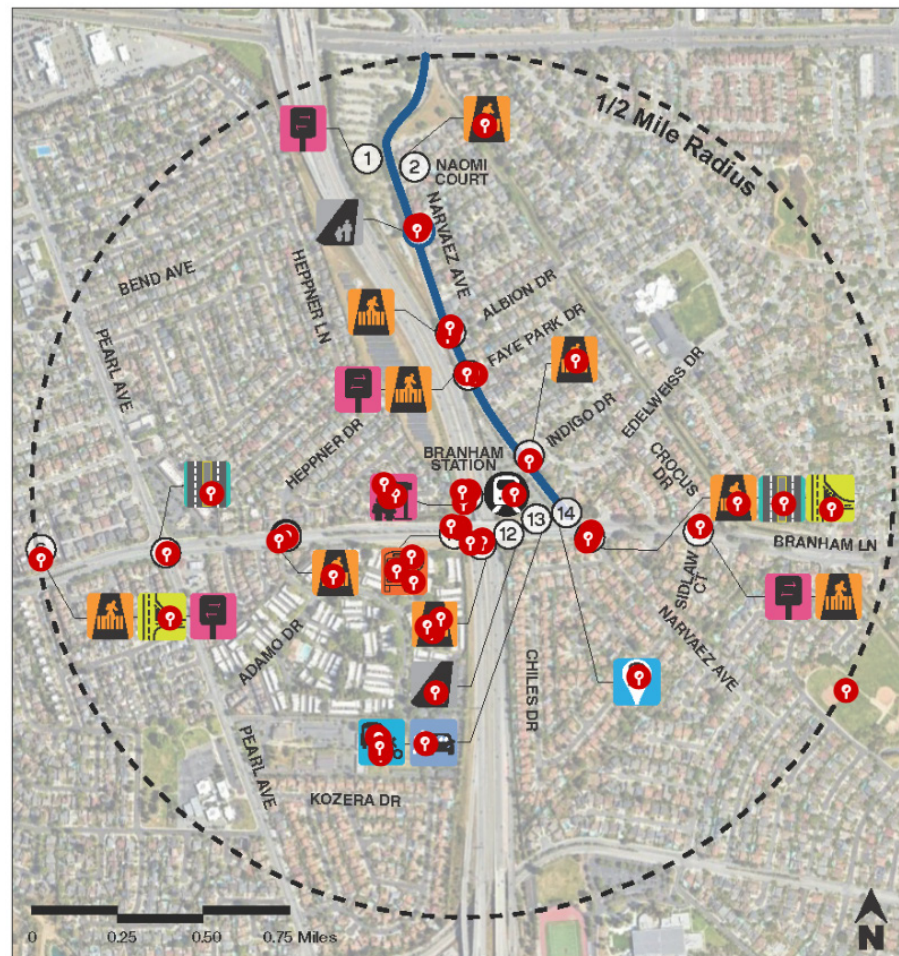 1/2 Mile Radius
1
2
NAOMI
COURT
NARVAEZ AVE
BEND AVE
HEPPNER LN
ALBION DR
PEARL AVE
FAYE PARK DR
EDELWEISS DR
INDIGO DR
HEPPNER DR
BRANHAM
STATION
CROCUS
DR
12
13
14
BRANHAM LN
SIDLAW
CT
ADAMO DR
NARVAEZ AVE
CHILES DR
PEARL AVE
KOZERA DR
0
0.25
0.50
0.75 Miles
N